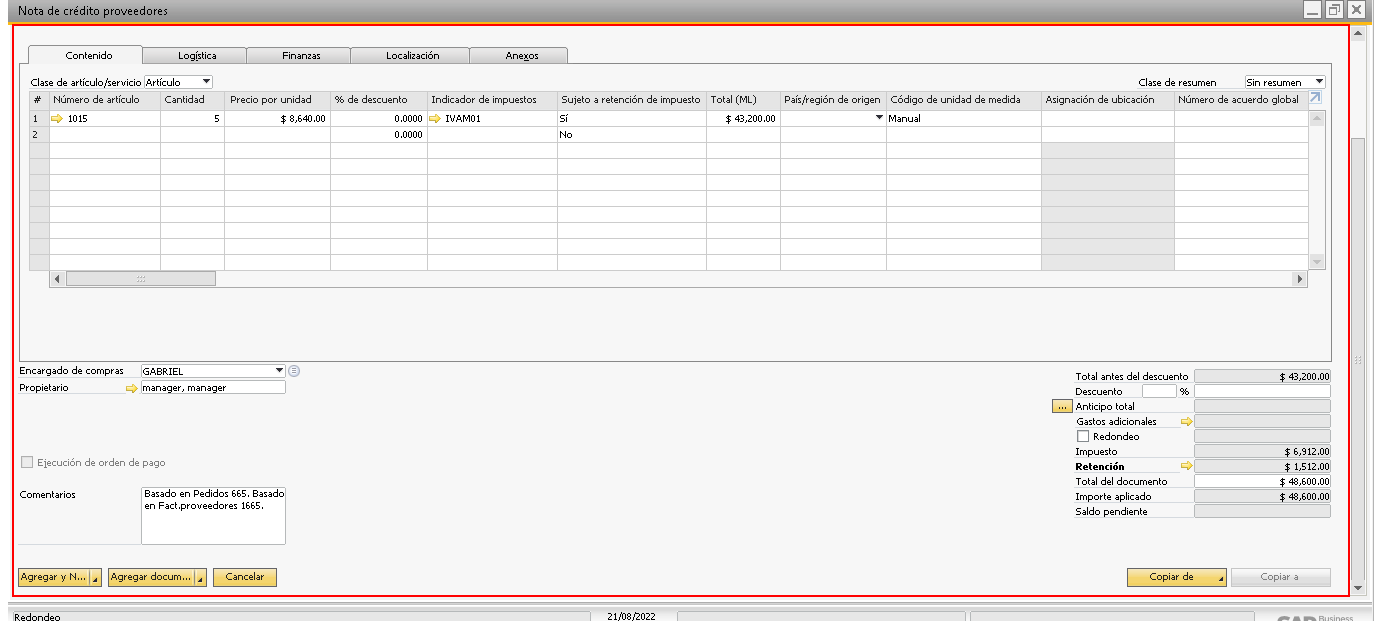 Nota de crédito proveedores
Contenido Logística Finanzas Localización Anexos
Clase de artículo/servicio Artículo Clase de resumen Sin resumen
# Número de artículo Cantidad Precio por unidad % de descuento Indicador de impuestos Sujeto a retención de impuesto Total (ML) País/región de origen Código de unidad de medida Asignación de ubicación Número de acuerdo global
1 1015 5 $ 8,640.00 0.0000 IVAM01 Sí $ 43,200.00 Manual
2 0.0000 No
Encargado de compras GABRIEL
Propietario manager, manager
Total antes del descuento $ 43,200.00
Descuento %
... Anticipo total
Gastos adicionales
Redondeo
Ejecución de orden de pago
Impuesto $ 6,912.00
Retención $ 1,512.00
Total del documento $ 48,600.00
Comentarios Basado en Pedidos 665. Basado
en Fact.proveedores 1665.
Importe aplicado $ 48,600.00
Saldo pendiente
Agregar y N... Agregar docum... Cancelar Copiar de Copiar a
Redondeo 21/08/2022 SAP Business